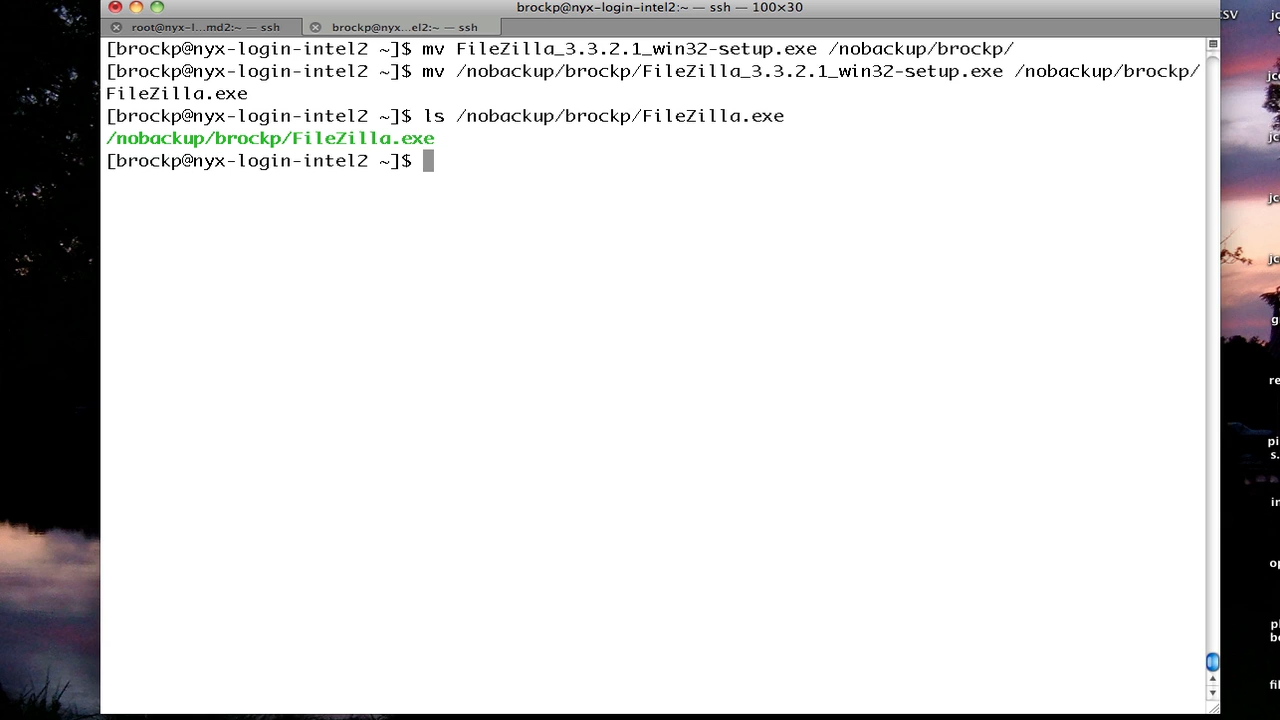 brockp@nyx-login-intel2:~ — ssh — 100×30
root@nyx-l...md2:~ — ssh
brockp@nyx...el2:~ — ssh
[brockp@nyx-login-intel2 ~]$ mv FileZilla_3.3.2.1_win32-setup.exe /nobackup/brockp/
[brockp@nyx-login-intel2 ~]$ mv /nobackup/brockp/FileZilla_3.3.2.1_win32-setup.exe /nobackup/brockp/
FileZilla.exe
[brockp@nyx-login-intel2 ~]$ ls /nobackup/brockp/FileZilla.exe
/nobackup/brockp/FileZilla.exe
[brockp@nyx-login-intel2 ~]$